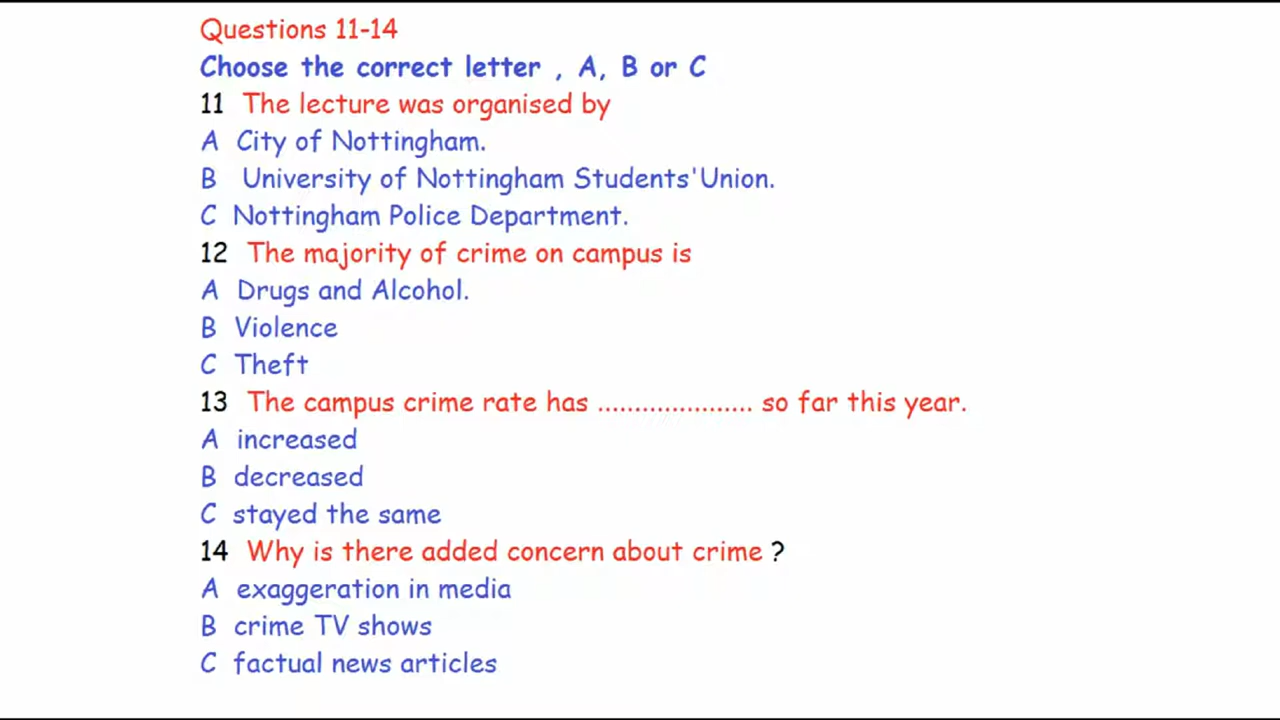 Questions 11-14
Choose the correct letter , A, B or C
11 The lecture was organised by
A City of Nottingham.
B University of Nottingham Students'Union.
C Nottingham Police Department.
12 The majority of crime on campus is
A Drugs and Alcohol.
B Violence
C Theft
13 The campus crime rate has ..................... so far this year.
A increased
B decreased
C stayed the same
14 Why is there added concern about crime ?
A exaggeration in media
B crime TV shows
C factual news articles